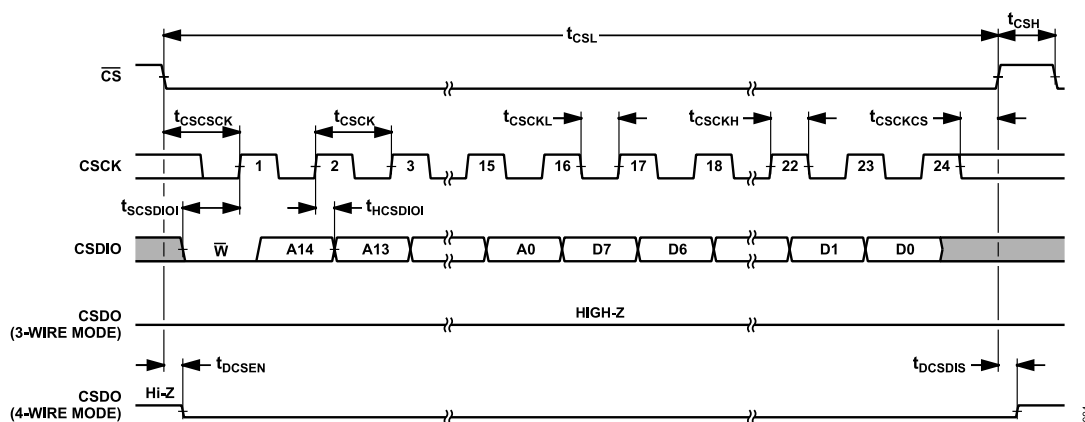 tCSL
tCSH
CS
tCSCSCK
tCSCK
tCSCKL
tCSCKH
tCSCKCS
CSCK
1 2 3 15 16 17 18 22 23 24
tSCSDIOI
tHCSDIOI
CSDIO
W A14 A13 A0 D7 D6 D1 D0
CSDO
(3-WIRE MODE)
HIGH-Z
tDCSEN
tDCSDIS
CSDO
(4-WIRE MODE)
Hi-Z